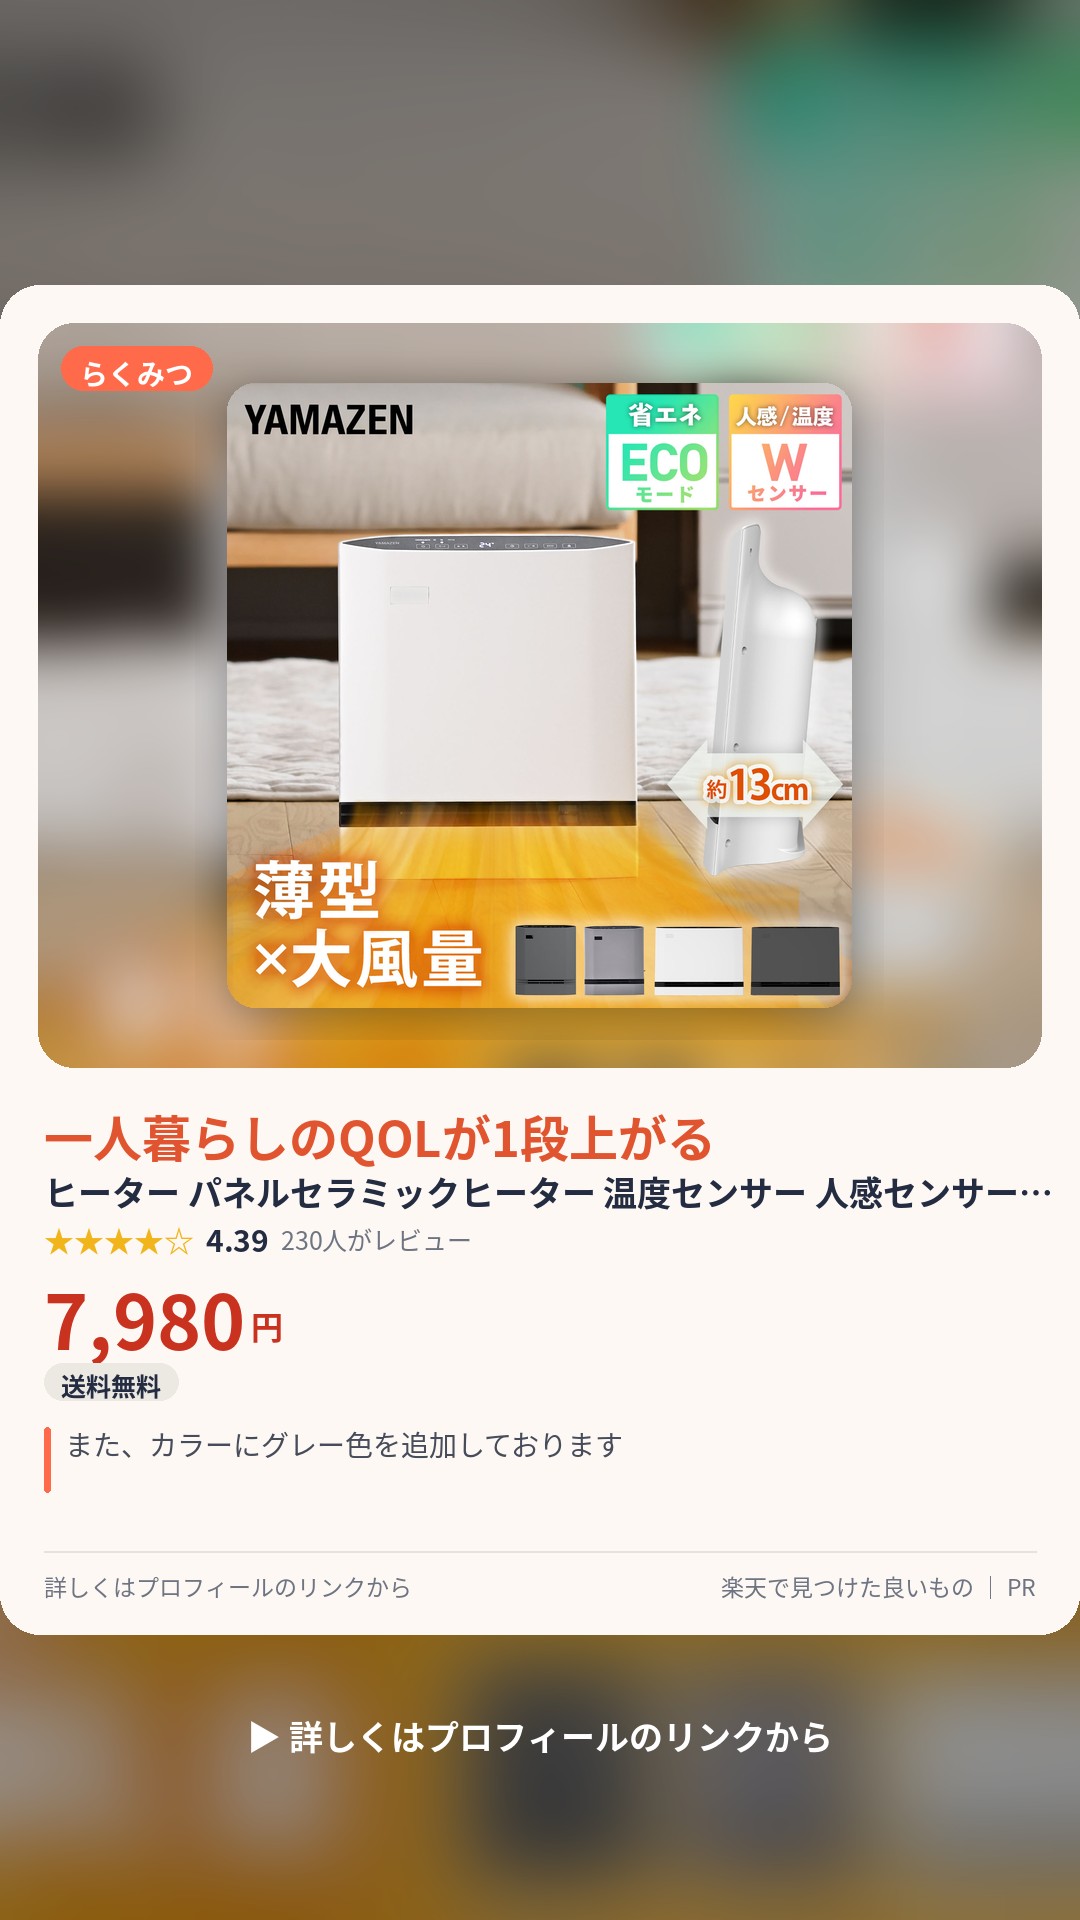 らくみつ
YAMAZEN
省エネ
ECO
モード
人感/温度
W
センサー
約13cm
薄型
×大風量
一人暮らしのQOLが1段上がる
ヒーター パネルセラミックヒーター 温度センサー 人感センサー…
★★★★☆ 4.39 230人がレビュー
7,980円
送料無料
また、カラーにグレー色を追加しております
詳しくはプロフィールのリンクから
楽天で見つけた良いもの｜PR
▶ 詳しくはプロフィールのリンクから